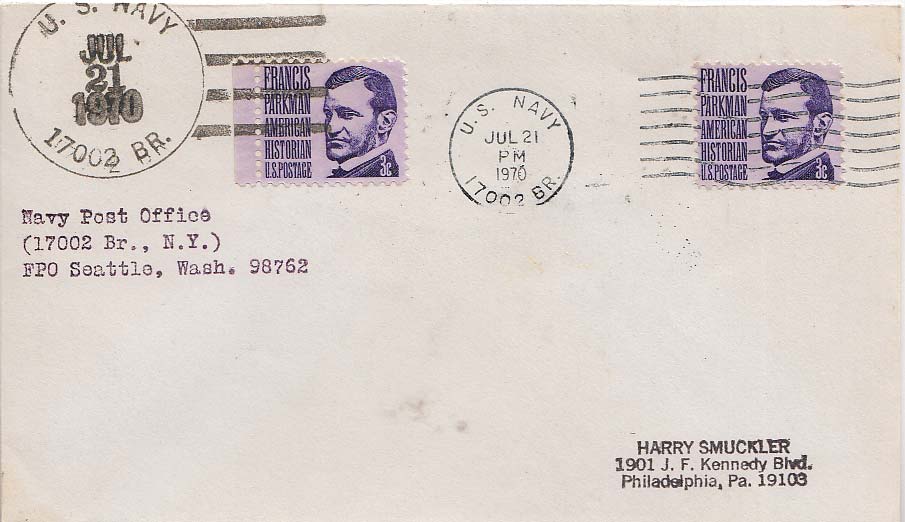 U. S. NAVY
JUL
21
1970
17002 BR.
FRANCIS
PARKMAN
AMERICAN
HISTORIAN
U.S.POSTAGE
3c
U. S. NAVY
JUL 21
PM
1970
17002 BR.
FRANCIS
PARKMAN
AMERICAN
HISTORIAN
U.S.POSTAGE
3c
Navy Post Office
(17002 Br., N.Y.)
FPO Seattle, Wash. 98762
HARRY SMUCKLER
1901 J. F. Kennedy Blvd.
Philadelphia, Pa. 19103